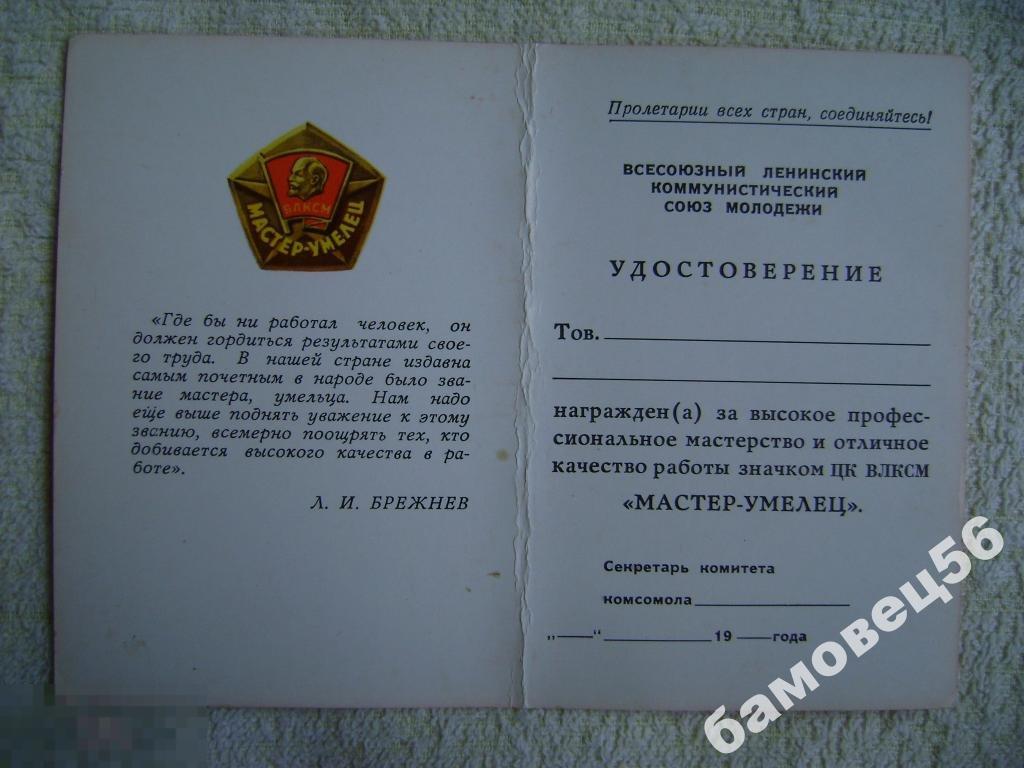 ВЛКСМ
МАСТЕР-УМЕЛЕЦ
«Где бы ни работал человек, он
должен гордиться результатами свое-
го труда. В нашей стране издавна
самым почетным в народе было зва-
ние мастера, умельца. Нам надо
еще выше поднять уважение к этому
званию, всемерно поощрять тех, кто
добивается высокого качества в ра-
боте».
Л. И. БРЕЖНЕВ
Пролетарии всех стран, соединяйтесь!
ВСЕСОЮЗНЫЙ ЛЕНИНСКИЙ
КОММУНИСТИЧЕСКИЙ
СОЮЗ МОЛОДЕЖИ
УДОСТОВЕРЕНИЕ
Тов.
награжден(а) за высокое профес-
сиональное мастерство и отличное
качество работы значком ЦК ВЛКСМ
«МАСТЕР-УМЕЛЕЦ».
Секретарь комитета
комсомола
„ “ 19 года
бамовец56